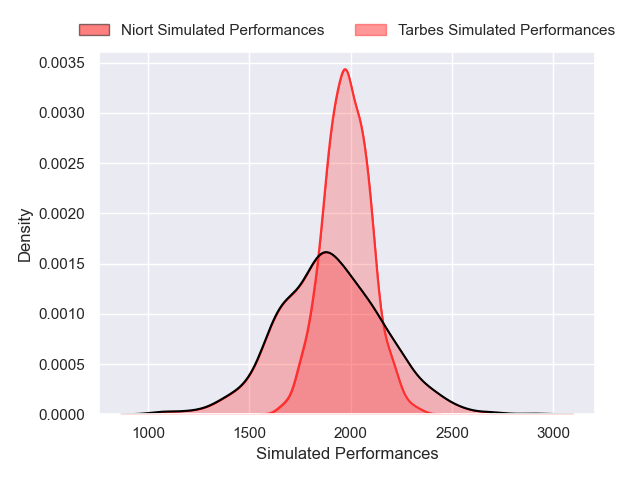 Niort Simulated Performances Tarbes Simulated Performances
0.0035
0.0030
0.0025
0.0020
0.0015
0.0010
0.0005
0.0000
Density
1000 1500 2000 2500 3000
Simulated Performances